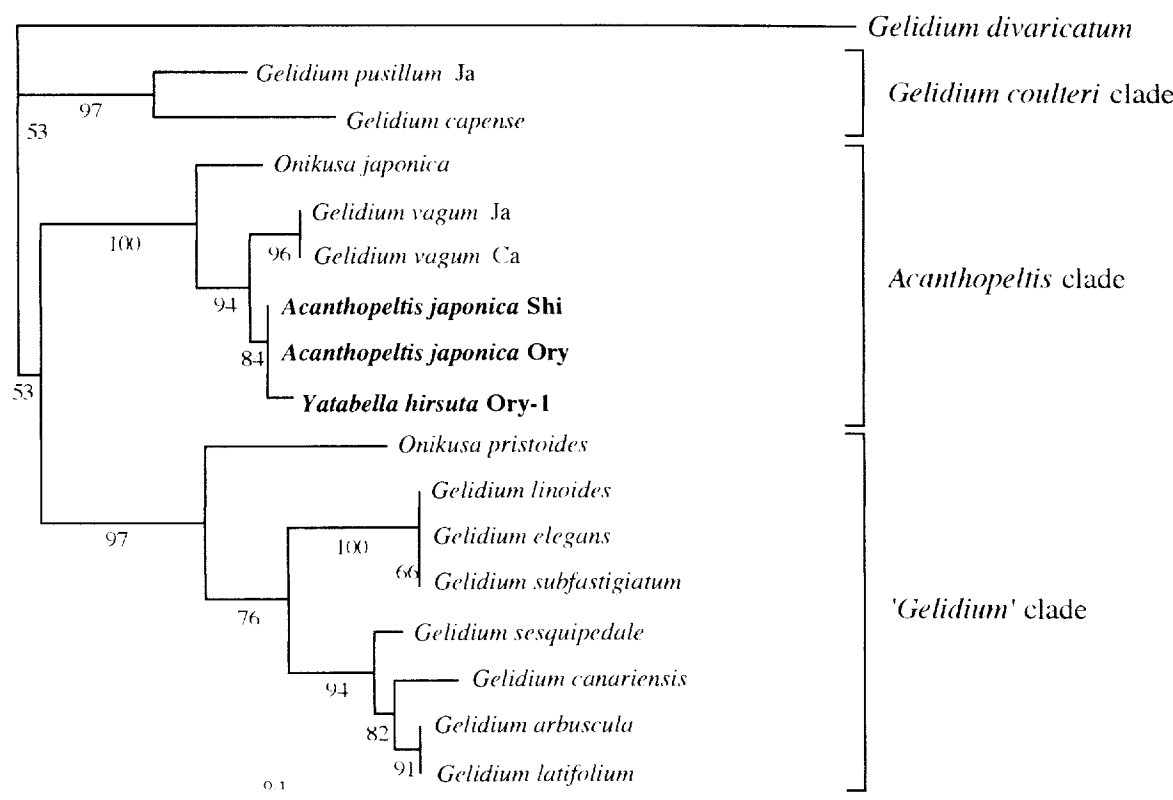 Gelidium divaricatum
Gelidium pusillum Ja
97
Gelidium coulteri clade
Gelidium capense
53
Onikusa japonica
Gelidium vagum Ja
100
96
Gelidium vagum Ca
Acanthopeltis clade
94
Acanthopeltis japonica Shi
84
Acanthopeltis japonica Ory
53
Yatabella hirsuta Ory-1
Onikusa pristoides
Gelidium linoides
97
100
Gelidium elegans
66
Gelidium subfastigiatum
'Gelidium' clade
76
Gelidium sesquipedale
94
Gelidium canariensis
82
Gelidium arbuscula
91
Gelidium latifolium
0.1